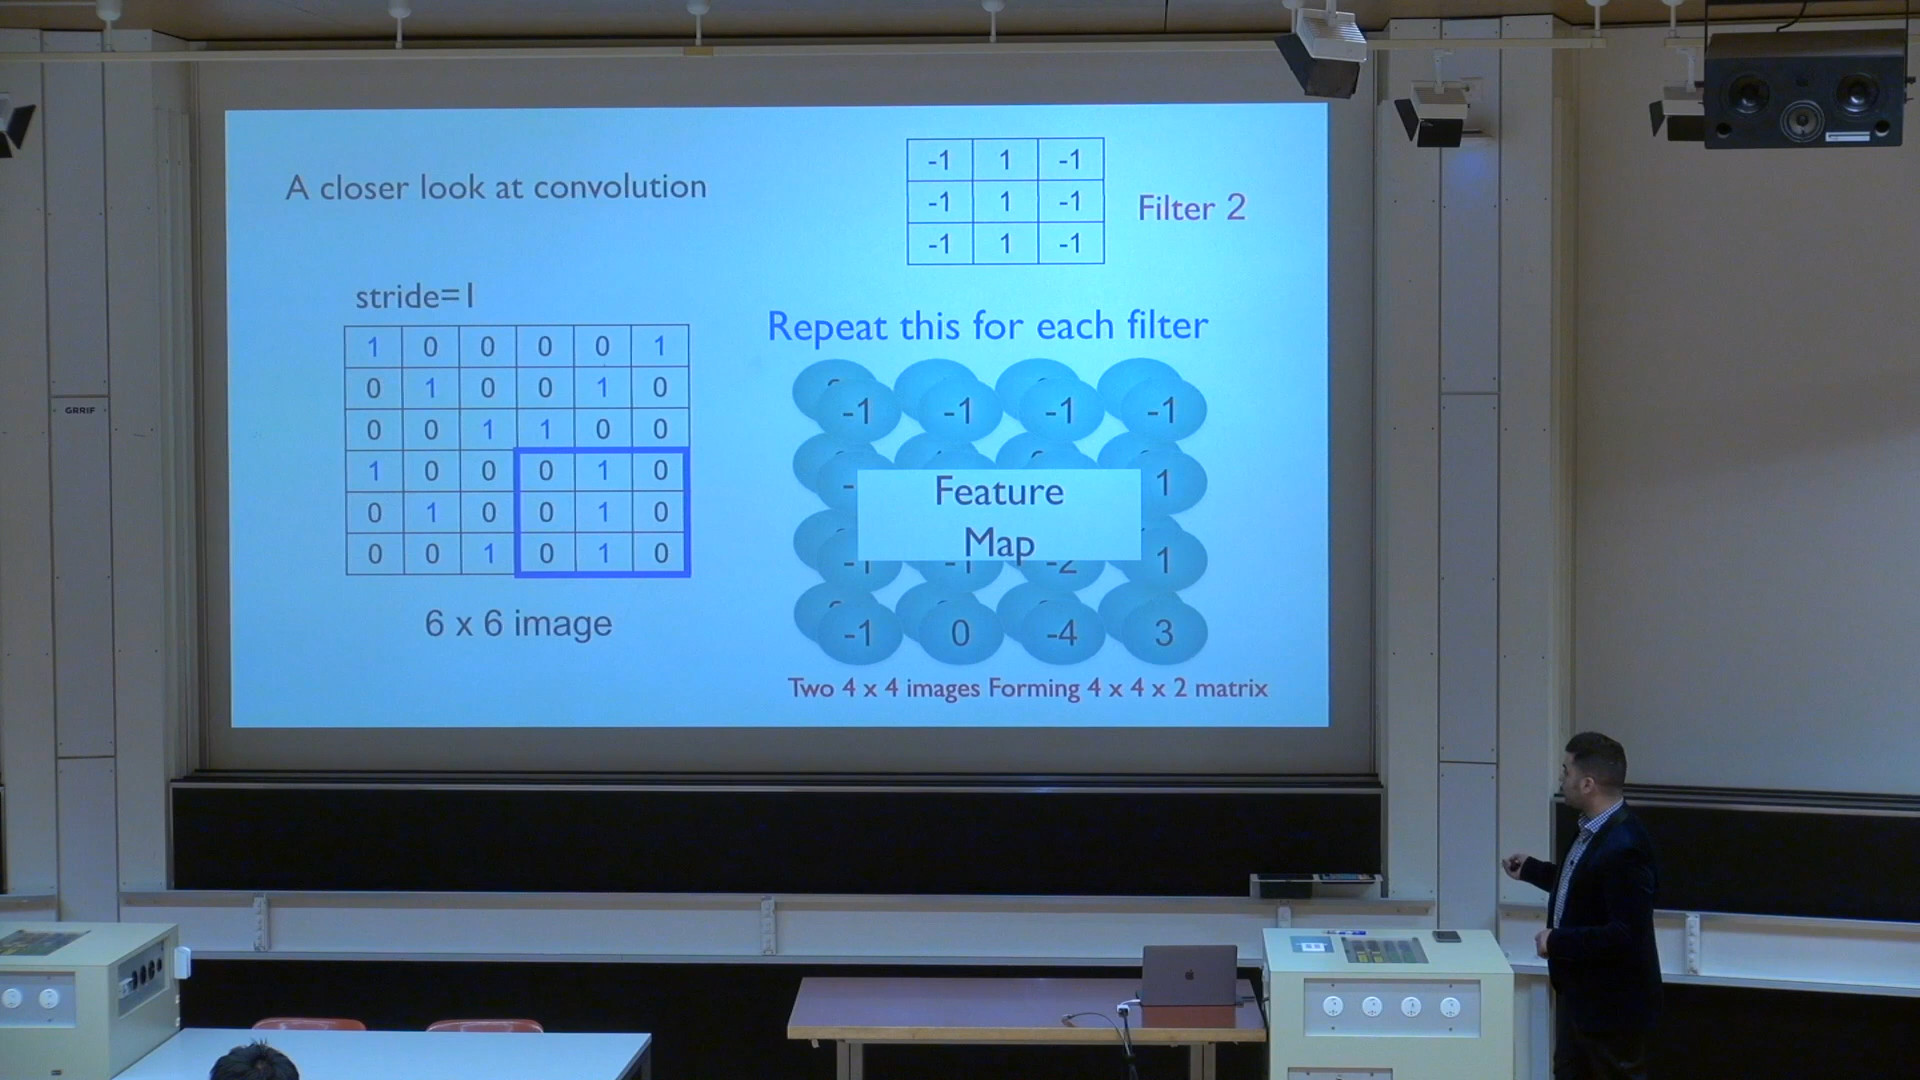 A closer look at convolution
-1 1 -1
-1 1 -1
-1 1 -1
Filter 2
stride=1
1 0 0 0 0 1
0 1 0 0 1 0
0 0 1 1 0 0
1 0 0 0 1 0
0 1 0 0 1 0
0 0 1 0 1 0
6 x 6 image
Repeat this for each filter
-1 -1 -1 -1
1
Feature
Map
-1 -1 -2 1
-1 0 -4 3
Two 4 x 4 images Forming 4 x 4 x 2 matrix
GRRIF